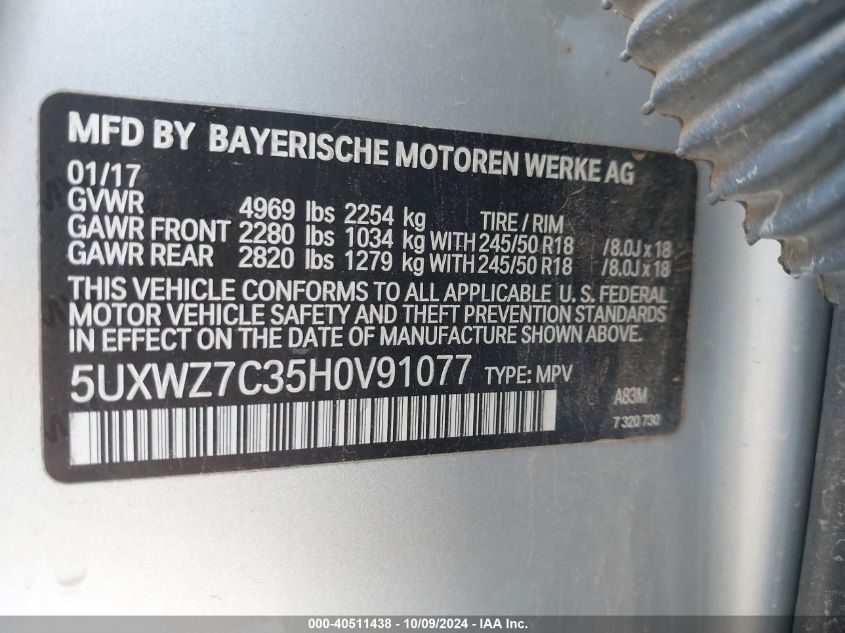 MFD BY BAYERISCHE MOTOREN WERKE AG
01/17
GVWR 4969 lbs 2254 kg TIRE / RIM
GAWR FRONT 2280 lbs 1034 kg WITH 245/50 R18 /8.0J x 18
GAWR REAR 2820 lbs 1279 kg WITH 245/50 R18 /8.0J x 18
THIS VEHICLE CONFORMS TO ALL APPLICABLE U. S. FEDERAL
MOTOR VEHICLE SAFETY AND THEFT PREVENTION STANDARDS
IN EFFECT ON THE DATE OF MANUFACTURE SHOWN ABOVE.
5UXWZ7C35H0V91077 TYPE: MPV
A83M
7 320 730
000-40511438 - 10/09/2024 - IAA Inc.